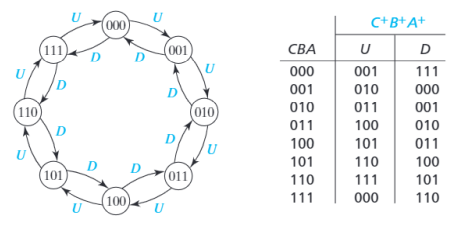 U 000 U
111 D D 001
U D D U
110 010
U D D U
101 D D 011
U 100 U
C+B+A+
CBA U D
000 001 111
001 010 000
010 011 001
011 100 010
100 101 011
101 110 100
110 111 101
111 000 110